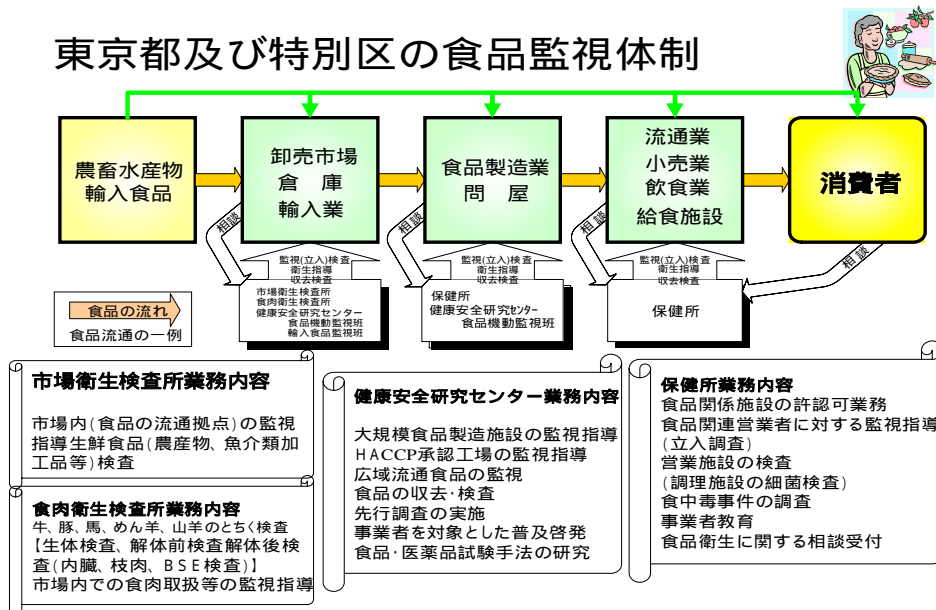 東京都及び特別区の食品監視体制
農畜水産物
輸入食品
卸売市場
倉　庫
輸入業
食品製造業
問　屋
流通業
小売業
飲食業
給食施設
消費者
相談
相談
相談
相談
監視(立入)検査
衛生指導
収去検査
監視(立入)検査
衛生指導
収去検査
監視(立入)検査
衛生指導
収去検査
市場衛生検査所
食肉衛生検査所
健康安全研究センター
食品機動監視班
輸入食品監視班
保健所
健康安全研究センター
食品機動監視班
保健所
食品の流れ
食品流通の一例
市場衛生検査所業務内容
市場内(食品の流通拠点)の監視
指導生鮮食品(農産物、魚介類加
工品等)検査
食肉衛生検査所業務内容
牛、豚、馬、めん羊、山羊のとちく検査
【生体検査、解体前検査解体後検
査(内臓、枝肉、BSE検査)】
市場内での食肉取扱等の監視指導
健康安全研究センター業務内容
大規模食品製造施設の監視指導
HACCP承認工場の監視指導
広域流通食品の監視
食品の収去・検査
先行調査の実施
事業者を対象とした普及啓発
食品・医薬品試験手法の研究
保健所業務内容
食品関係施設の許認可業務
食品関連営業者に対する監視指導
(立入調査)
営業施設の検査
(調理施設の細菌検査)
食中毒事件の調査
事業者教育
食品衛生に関する相談受付